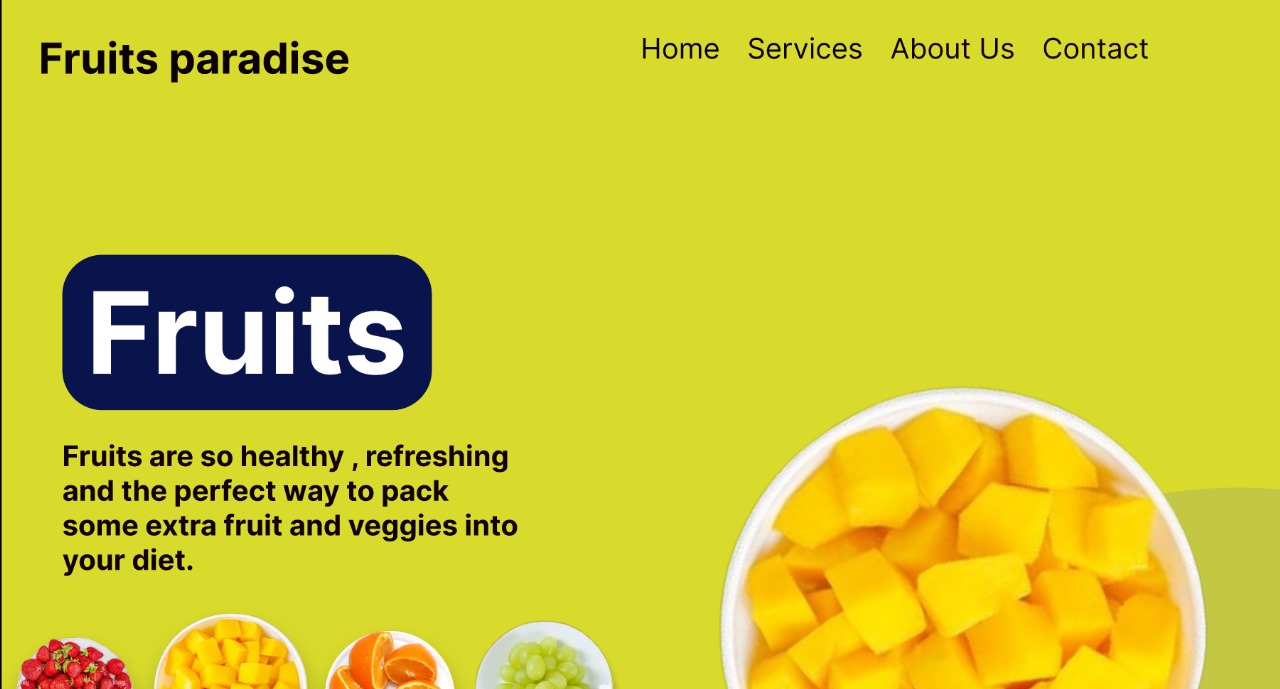 Fruits paradise
Home Services About Us Contact
Fruits
Fruits are so healthy , refreshing
and the perfect way to pack
some extra fruit and veggies into
your diet.